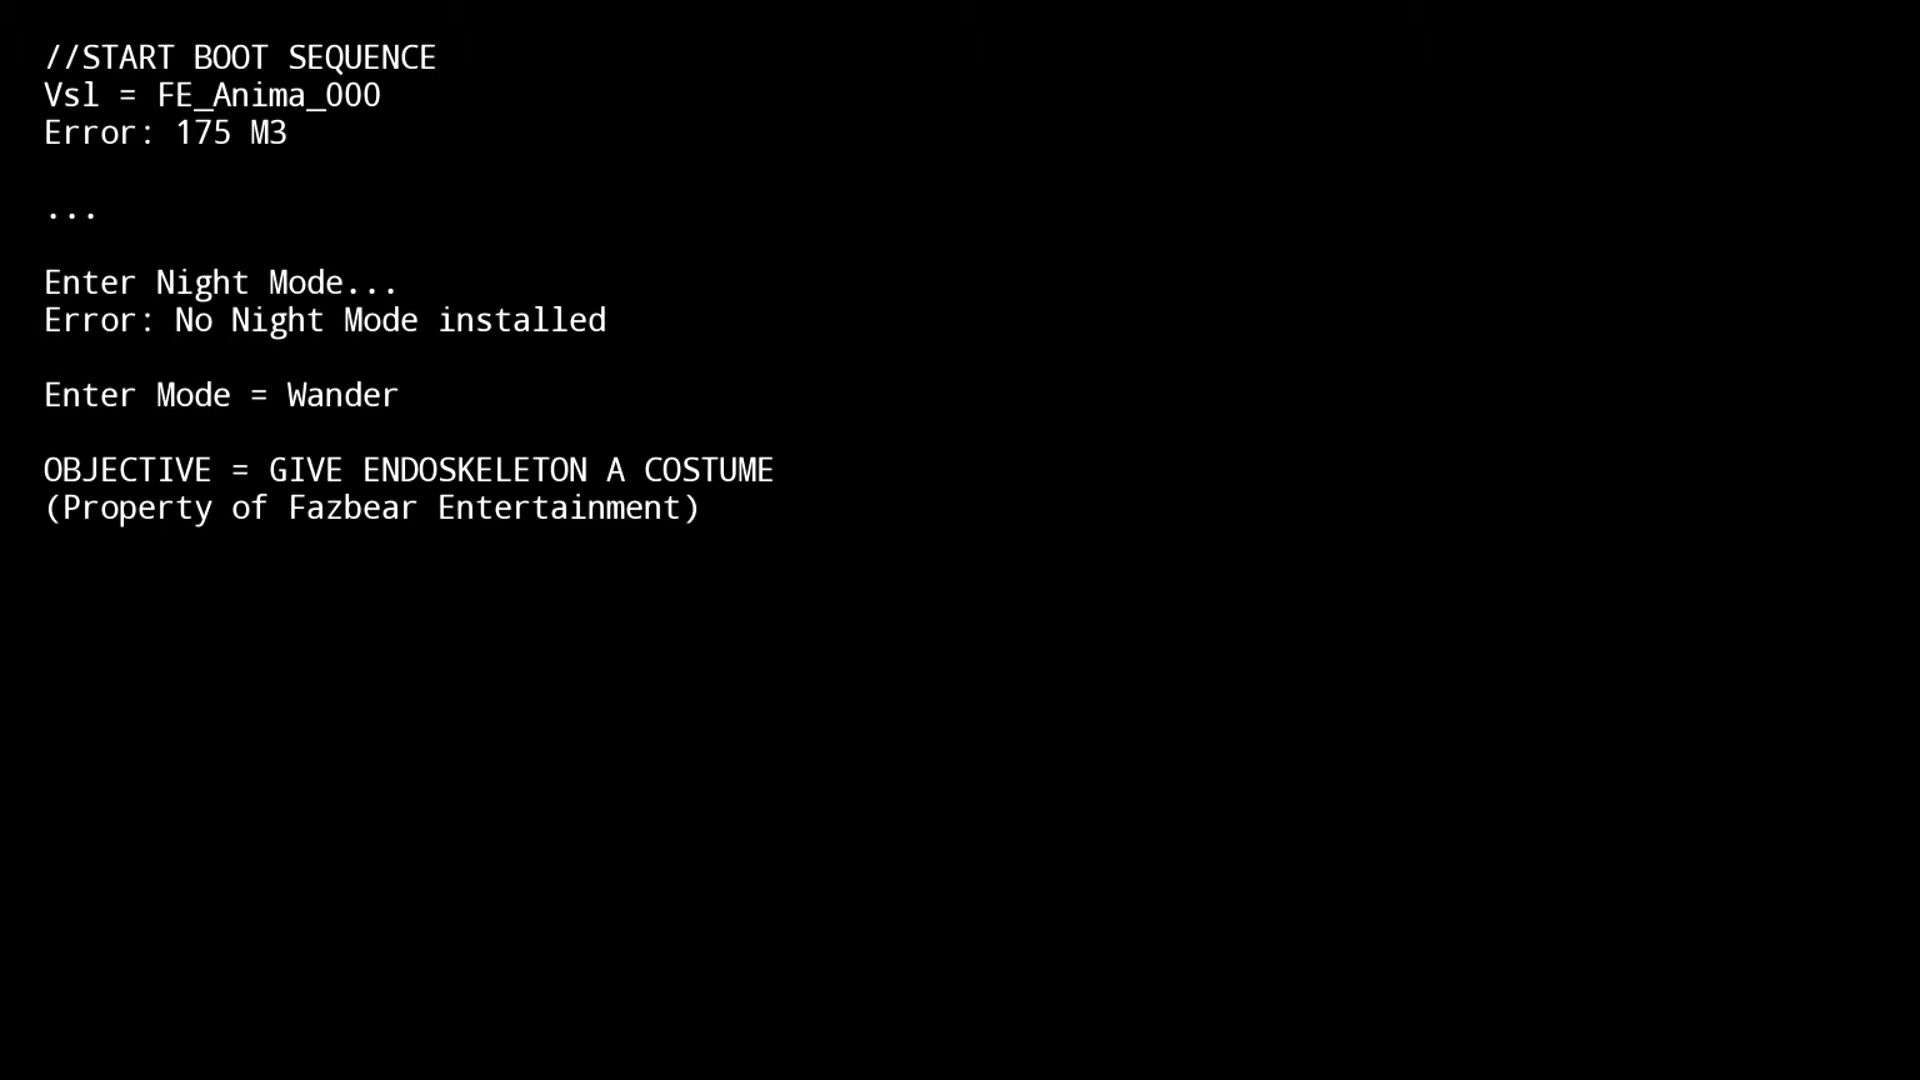 //START BOOT SEQUENCE
Vsl = FE_Anima_000
Error: 175 M3
...
Enter Night Mode...
Error: No Night Mode installed
Enter Mode = Wander
OBJECTIVE = GIVE ENDOSKELETON A COSTUME
(Property of Fazbear Entertainment)